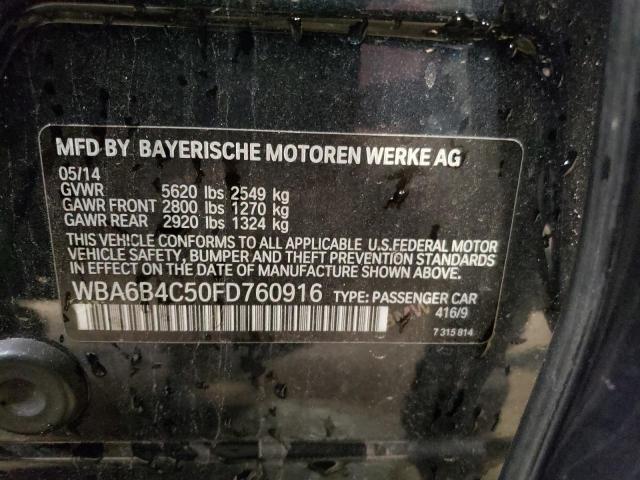 MFD BY BAYERISCHE MOTOREN WERKE AG
05/14
GVWR 5620 lbs 2549 kg
GAWR FRONT 2800 lbs 1270 kg
GAWR REAR 2920 lbs 1324 kg
THIS VEHICLE CONFORMS TO ALL APPLICABLE U.S.FEDERAL MOTOR
VEHICLE SAFETY, BUMPER AND THEFT PREVENTION
STANDARDS IN EFFECT ON THE DATE OF MANUFACTURE SHOWN ABOVE.
WBA6B4C50FD760916 TYPE: PASSENGER CAR
416/9
7 315 814